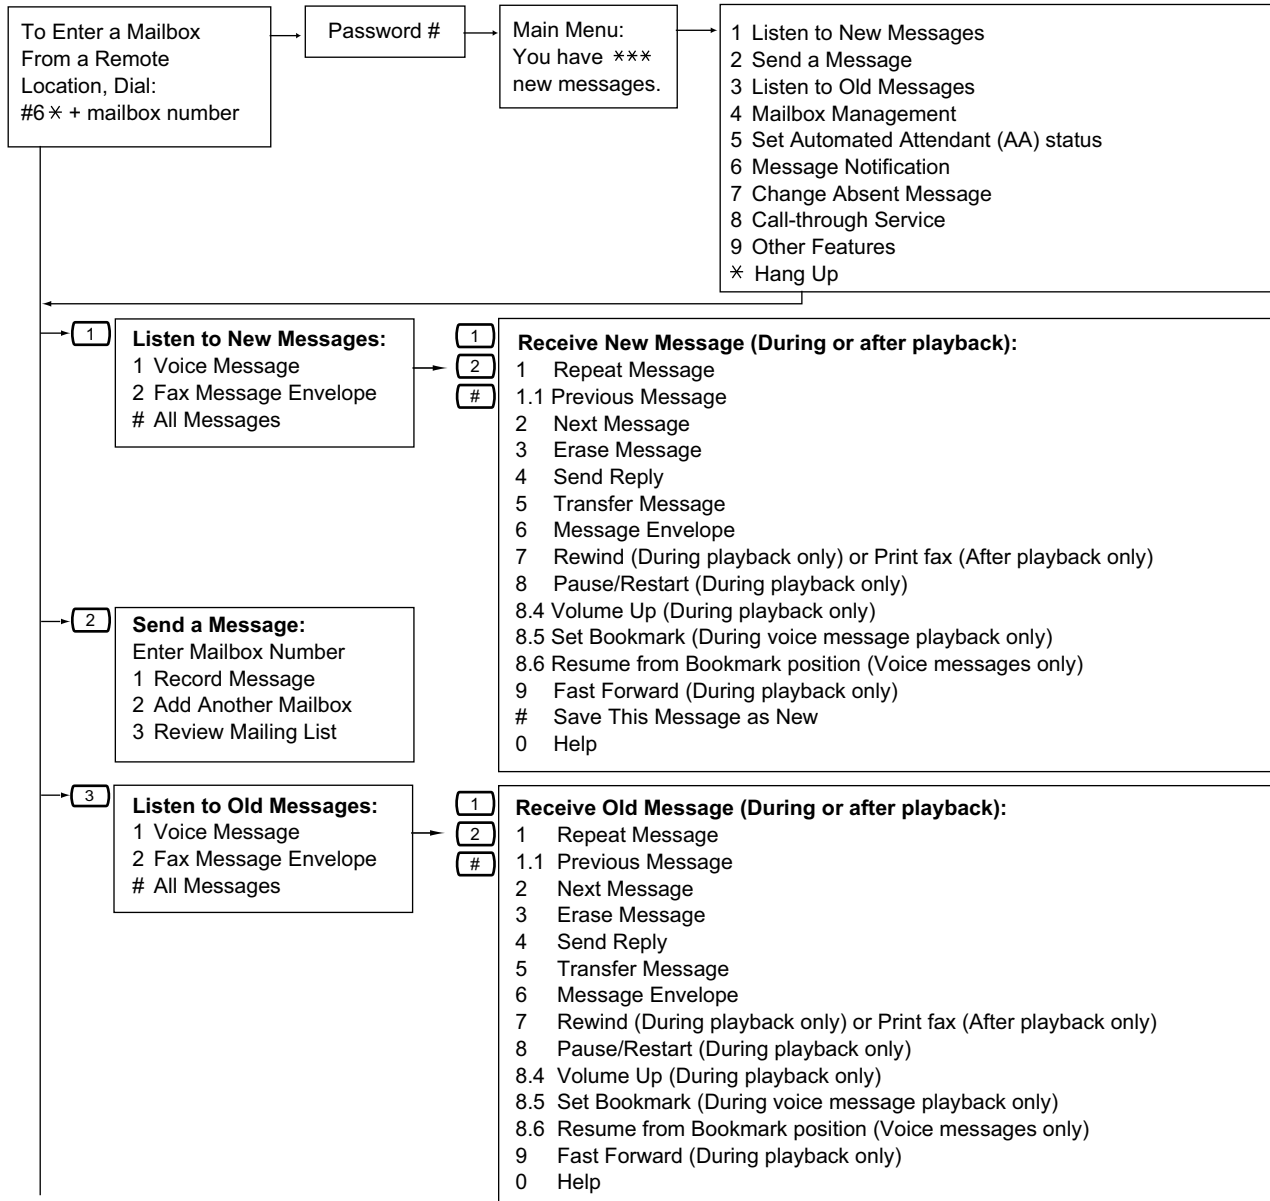 To Enter a Mailbox
From a Remote
Location, Dial:
#6* + mailbox number
Password #
Main Menu:
You have ***
new messages.
1 Listen to New Messages
2 Send a Message
3 Listen to Old Messages
4 Mailbox Management
5 Set Automated Attendant (AA) status
6 Message Notification
7 Change Absent Message
8 Call-through Service
9 Other Features
* Hang Up
1
Listen to New Messages:
1 Voice Message
2 Fax Message Envelope
# All Messages
1
2
#
Receive New Message (During or after playback):
1 Repeat Message
1.1 Previous Message
2 Next Message
3 Erase Message
4 Send Reply
5 Transfer Message
6 Message Envelope
7 Rewind (During playback only) or Print fax (After playback only)
8 Pause/Restart (During playback only)
8.4 Volume Up (During playback only)
8.5 Set Bookmark (During voice message playback only)
8.6 Resume from Bookmark position (Voice messages only)
9 Fast Forward (During playback only)
# Save This Message as New
0 Help
2
Send a Message:
Enter Mailbox Number
1 Record Message
2 Add Another Mailbox
3 Review Mailing List
3
Listen to Old Messages:
1 Voice Message
2 Fax Message Envelope
# All Messages
1
2
#
Receive Old Message (During or after playback):
1 Repeat Message
1.1 Previous Message
2 Next Message
3 Erase Message
4 Send Reply
5 Transfer Message
6 Message Envelope
7 Rewind (During playback only) or Print fax (After playback only)
8 Pause/Restart (During playback only)
8.4 Volume Up (During playback only)
8.5 Set Bookmark (During voice message playback only)
8.6 Resume from Bookmark position (Voice messages only)
9 Fast Forward (During playback only)
0 Help